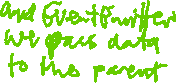 and EventEmitter
we pass data
to the parent